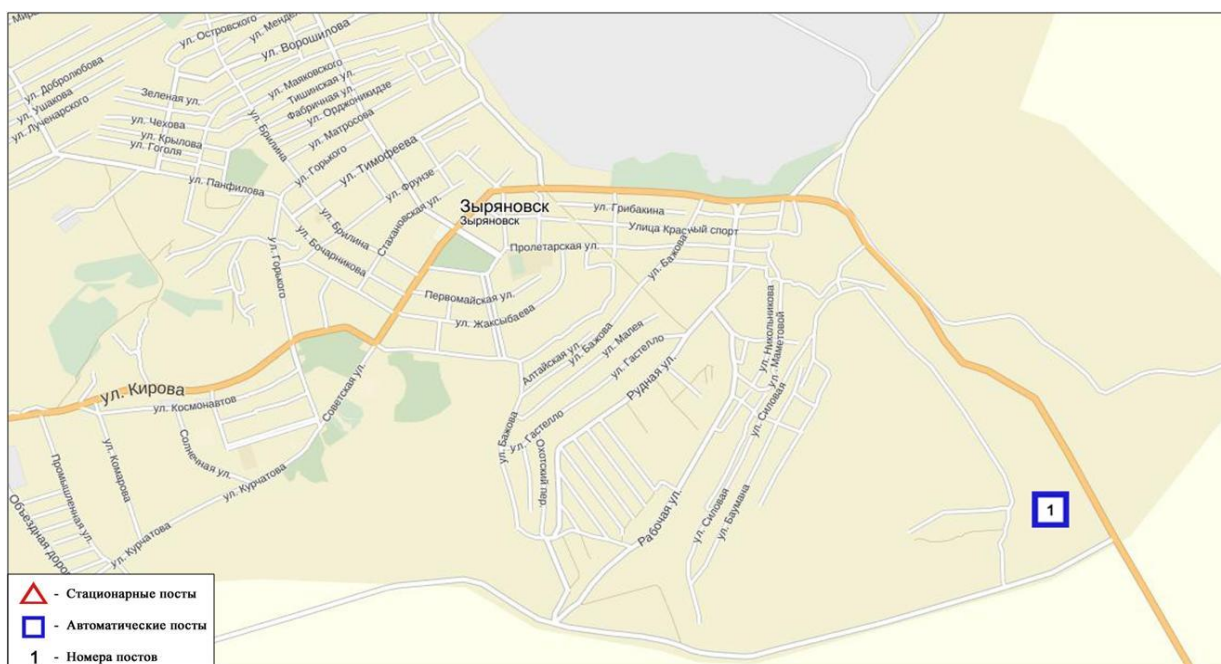 ул. Островского
ул. Ворошилова
ул. Добролюбова
ул. Ушакова
ул. Луначарского
Зеленая ул.
ул. Маяковского
Тишинская ул.
Фабричная ул.
ул. Орджоникидзе
ул. Чехова
ул. Брилина
ул. Матросова
ул. Крылова
ул. Гоголя
ул. Горького
ул. Тимофеева
ул. Панфилова
ул. Фрунзе
Зыряновск
Зыряновск
ул. Грибакина
Стахановская ул.
ул. Брилина
Улица Красный спорт
ул. Бочарникова
Пролетарская ул.
ул. Бажова
ул. Горького
Первомайская ул.
ул. Жаксыбаева
ул. Никольникова
ул. Маметовой
ул. Малея
ул. Бажова
Алтайская ул.
ул. Гастелло
Рудная ул.
ул. Кирова
ул. Космонавтов
Советская ул.
ул. Силовая
ул. Бажова
ул. Гастелло
Охотский пер.
ул. Комарова
Солнечная ул.
ул. Курчатова
Промышленная ул.
Рабочая ул.
ул. Силовая
ул. Баумана
ул. Курчатова
1
- Стационарные посты
- Автоматические посты
1 - Номера постов